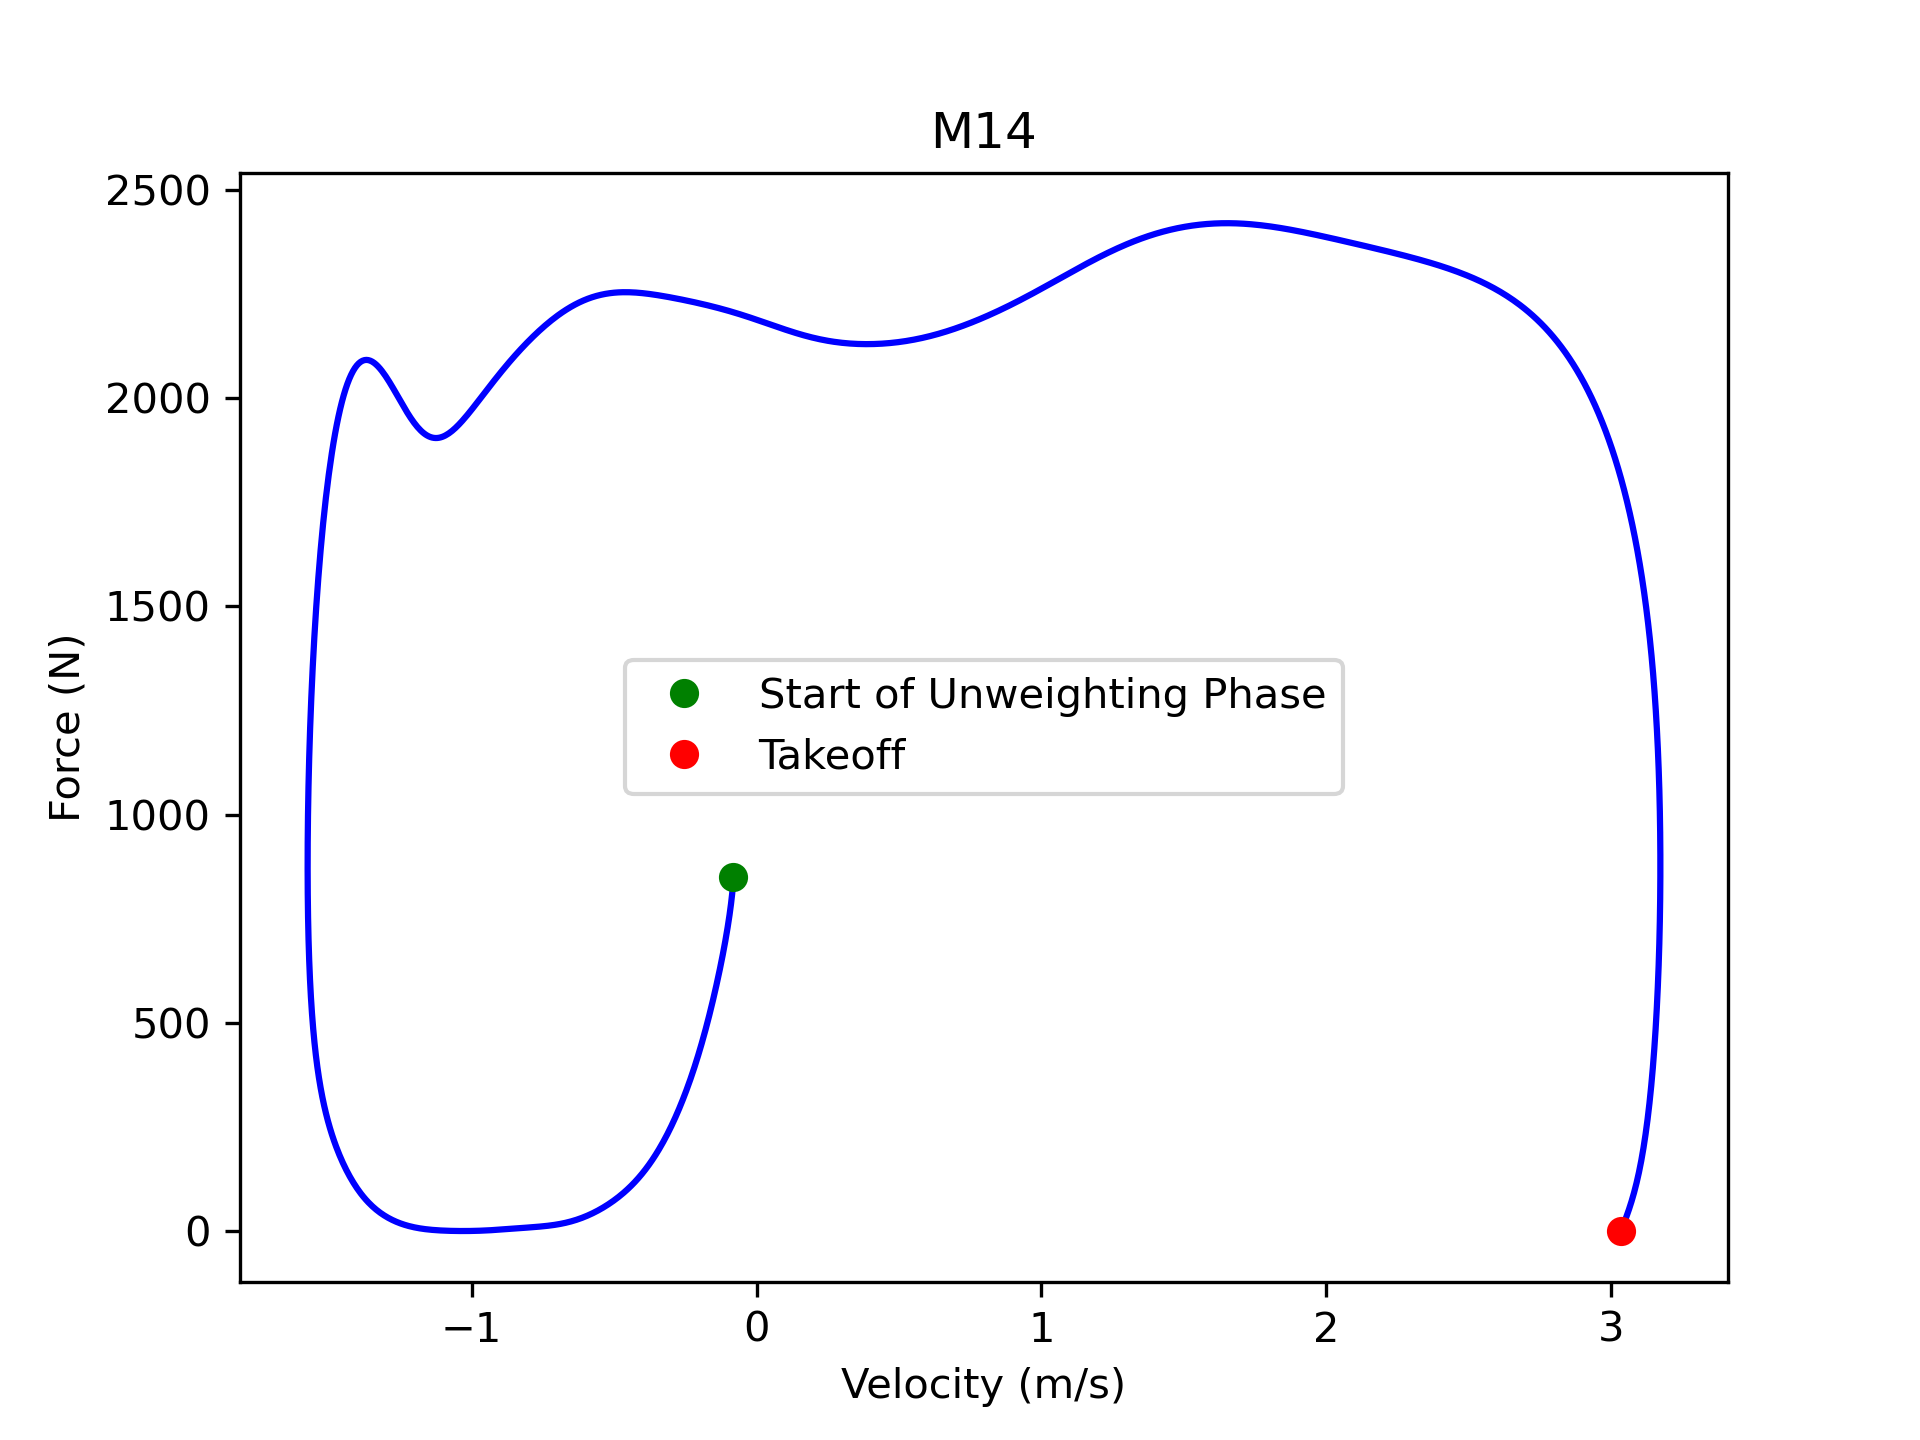 M14
2500
2000
1500
1000
500
0
Force (N)
Start of Unweighting Phase
Takeoff
−1 0 1 2 3
Velocity (m/s)